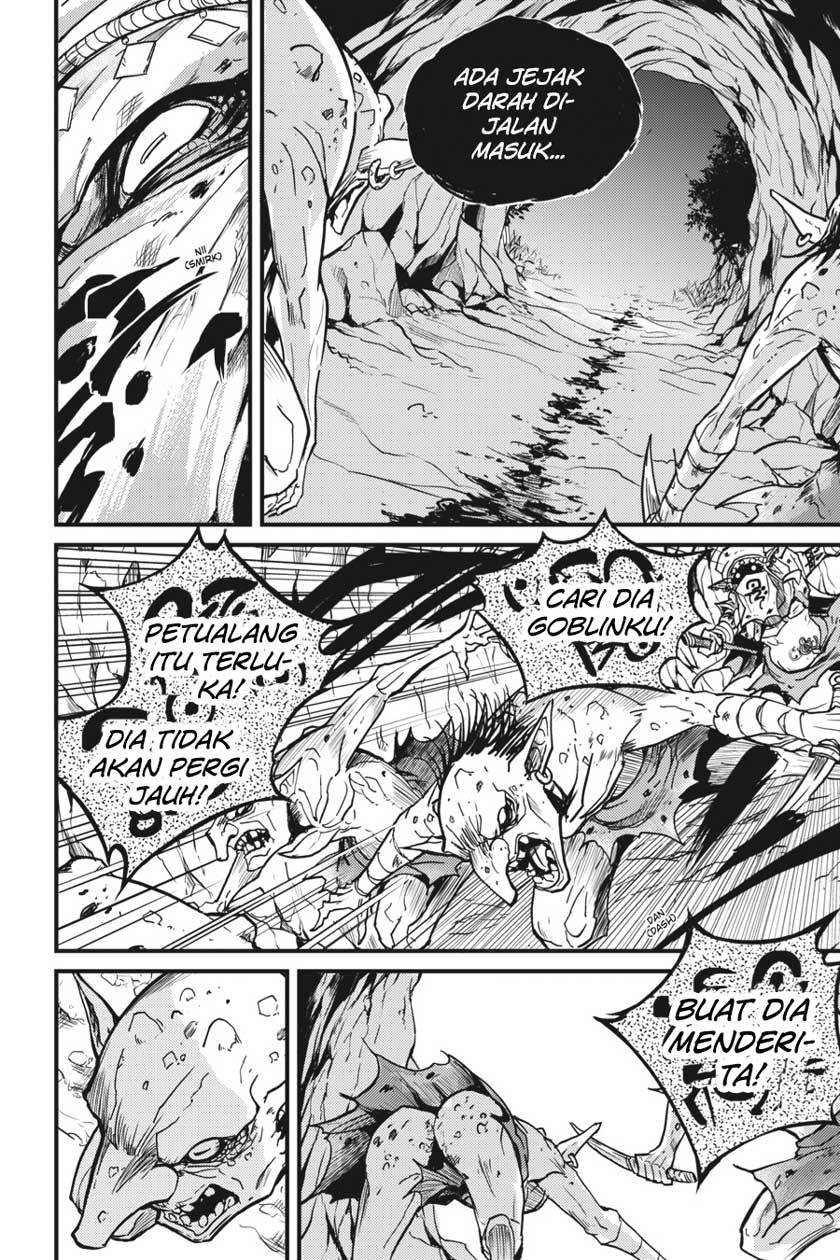 ADA JEJAK
DARAH DI-
JALAN
MASUK...
NII
(SMIRK)
CARI DIA
GOBLINKU!
PETUALANG
ITU TERLU-
KA!
DIA TIDAK
AKAN PERGI
JAUH!
DAN
(DASH)
BUAT DIA
MENDERI-
TA!